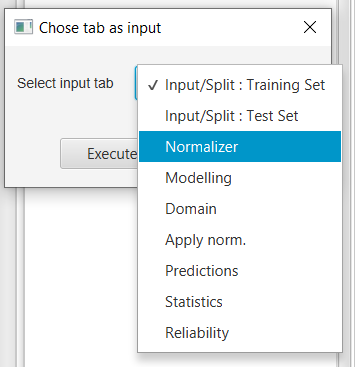 Chose tab as input
Select input tab
✓ Input/Split : Training Set
Input/Split : Test Set
Normalizer
Execute
Modelling
Domain
Apply norm.
Predictions
Statistics
Reliability